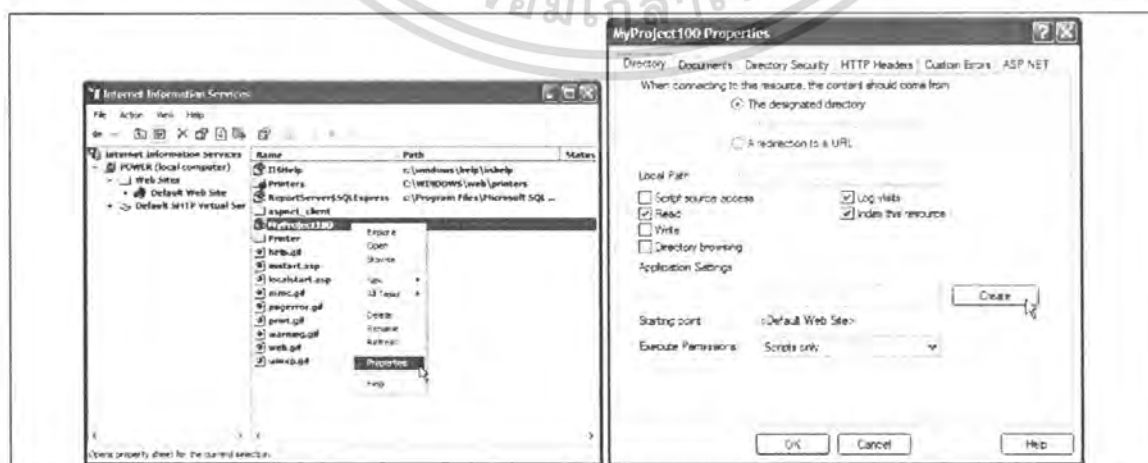 Internet Information Services
File Action View Help
Internet Information Services
POWER (local computer)
Web Sites
Default Web Site
Default SMTP Virtual Ser
Name Path Status
IISHelp c:\windows\help\iishelp
Printers C:\WINDOWS\web\printers
ReportServer$SQLExpress c:\Program Files\Microsoft SQL ...
aspnet_client
MyProject100
Printer
help.gif
iisstart.asp
localstart.asp
mmc.gif
pagerror.gif
print.gif
warning.gif
web.gif
winxp.gif
Explore
Open
Browse
New
All Tasks
Delete
Rename
Refresh
Properties
Help
Opens property sheet for the current selection.
MyProject100 Properties
Directory Documents Directory Security HTTP Headers Custom Errors ASP.NET
When connecting to this resource, the content should come from
The designated directory
A redirection to a URL
Local Path
Script source access
Log visits
Read
Index this resource
Write
Directory browsing
Application Settings
Create
Starting point <Default Web Site>
Execute Permissions Scripts only
OK Cancel Help